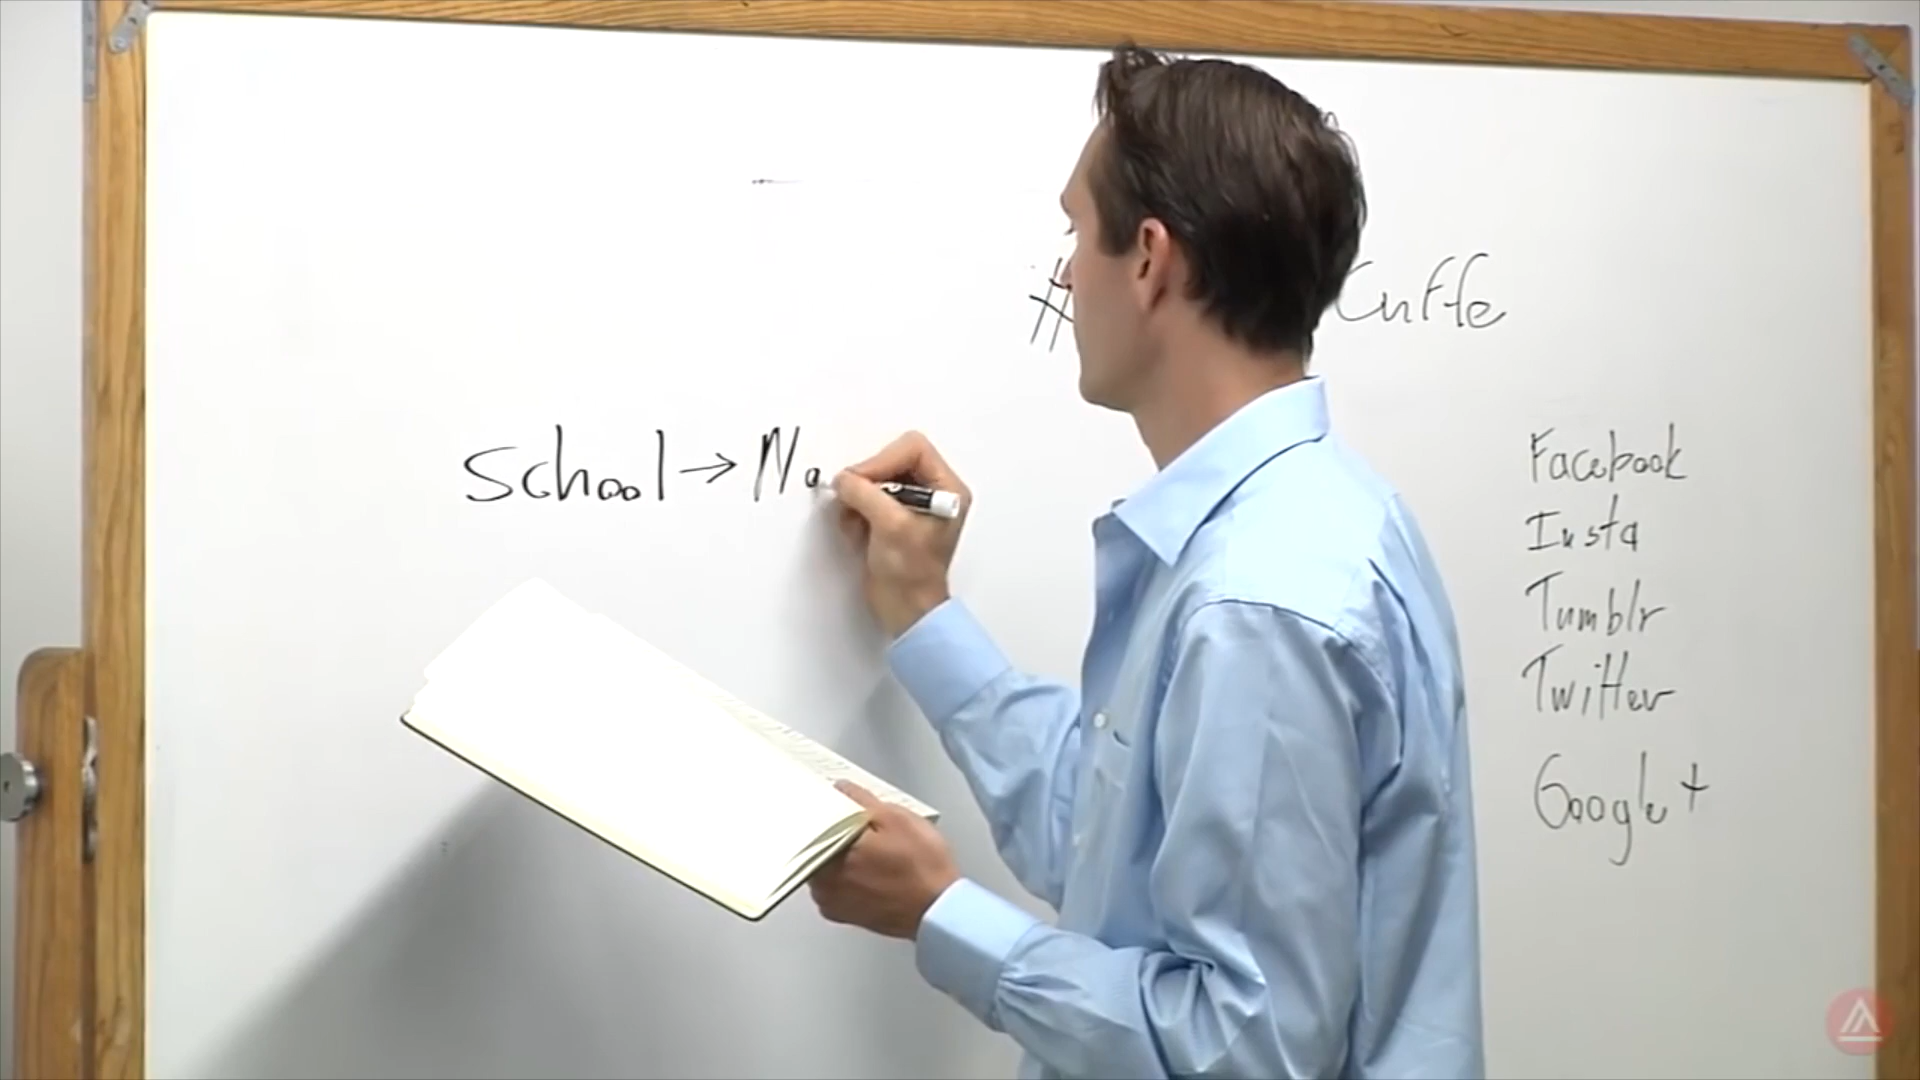 # Cuffe
School → Na
Facebook
Insta
Tumblr
Twitter
Google +